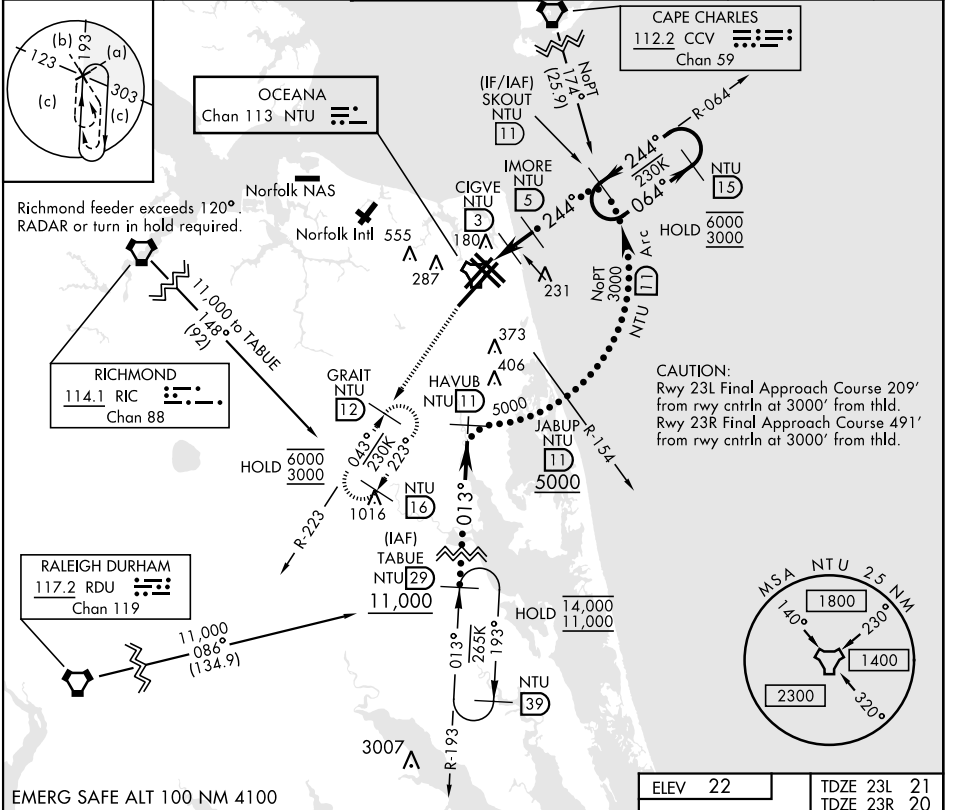 (b)
193
(a)
123
303
(c)
(c)
CAPE CHARLES
112.2 CCV
Chan 59
OCEANA
Chan 113 NTU
(IF/IAF)
SKOUT
NTU
11
NoPT
174°
(25.9)
R-064
244°
230K
064°
NTU
15
HOLD 6000
3000
IMORE
NTU
5
CIGVE
NTU
3
244°
Norfolk NAS
Norfolk Intl
555
287
180
231
Richmond feeder exceeds 120°.
RADAR or turn in hold required.
11,000 to TABUE
148°
(92)
NoPT
3000
NTU 11 Arc
RICHMOND
114.1 RIC
Chan 88
373
406
GRAIT
NTU
12
HAVUB
NTU 11
5000
JABUP
NTU
11
5000
R-154
CAUTION:
Rwy 23L Final Approach Course 209'
from rwy cntrln at 3000' from thld.
Rwy 23R Final Approach Course 491'
from rwy cntrln at 3000' from thld.
HOLD 6000
3000
043°
230K
223°
NTU
16
1016
R-223
013°
(IAF)
TABUE
NTU 29
11,000
RALEIGH DURHAM
117.2 RDU
Chan 119
11,000
086°
(134.9)
HOLD 14,000
11,000
013°
265K
193°
NTU
39
R-193
3007
MSA NTU 25 NM
1800
140°
230°
1400
2300
320°
EMERG SAFE ALT 100 NM 4100
ELEV 22
TDZE 23L 21
TDZE 23R 20